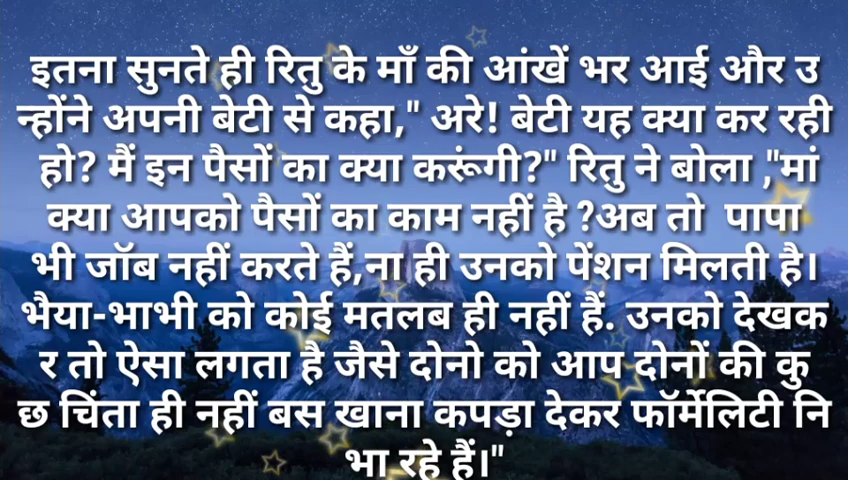 इतना सुनते ही रितु के माँ की आंखें भर आई और उ
न्होंने अपनी बेटी से कहा," अरे! बेटी यह क्या कर रही
हो? मैं इन पैसों का क्या करूंगी?" रितु ने बोला ,"मां
क्या आपको पैसों का काम नहीं है ?अब तो  पापा
भी जॉब नहीं करते हैं,ना ही उनको पेंशन मिलती है।
भैया-भाभी को कोई मतलब ही नहीं हैं. उनको देखक
र तो ऐसा लगता है जैसे दोनो को आप दोनों की कु
छ चिंता ही नहीं बस खाना कपड़ा देकर फॉर्मेलिटी नि
भा रहे हैं।"